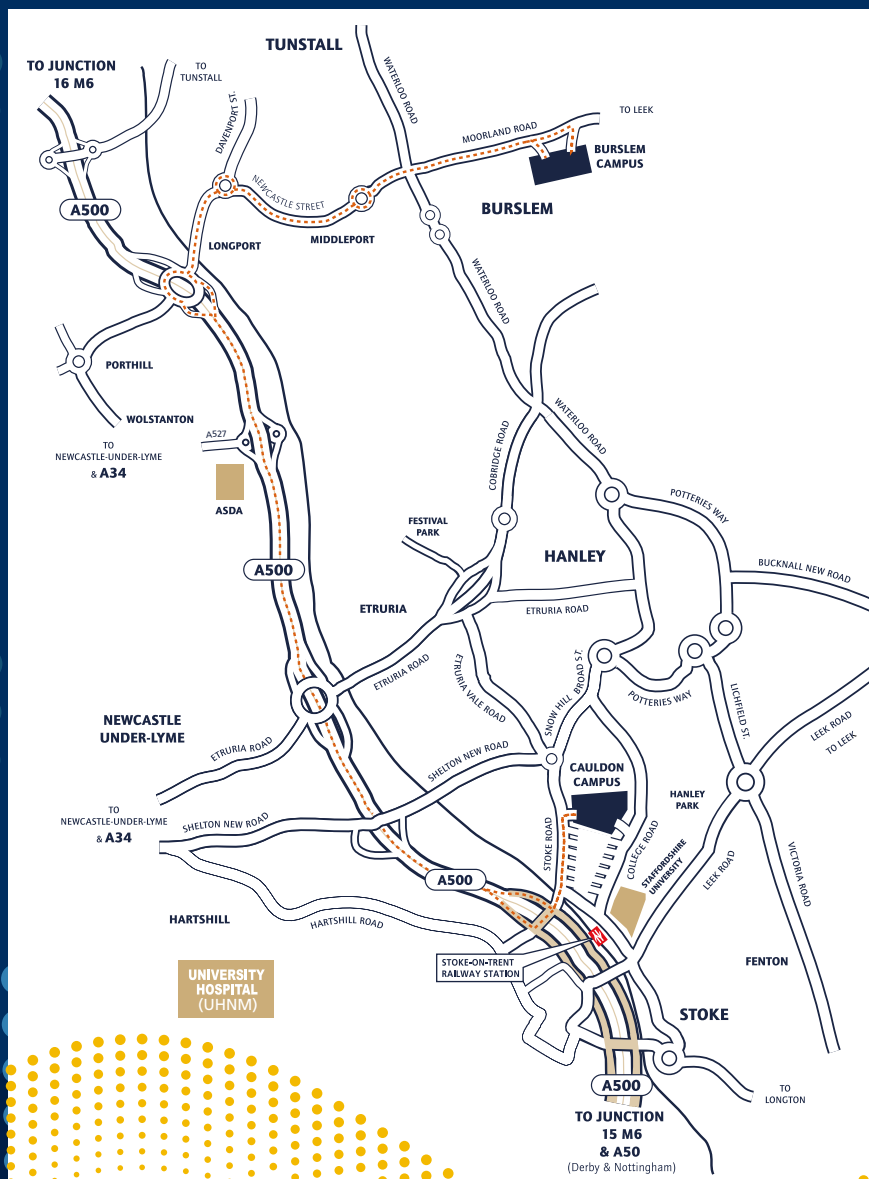 TUNSTALL
TO JUNCTION
16 M6
TO
TUNSTALL
WATERLOO ROAD
DAVENPORT ST.
TO LEEK
MOORLAND ROAD
BURSLEM
CAMPUS
A500
NEWCASTLE STREET
BURSLEM
LONGPORT
MIDDLEPORT
WATERLOO ROAD
PORTHILL
WOLSTANTON
A527
TO
NEWCASTLE-UNDER-LYME
& A34
COBRIDGE ROAD
WATERLOO ROAD
ASDA
POTTERIES WAY
FESTIVAL
PARK
HANLEY
BUCKNALL NEW ROAD
A500
ETRURIA
ETRURIA ROAD
ETRURIA ROAD
ETRURIA VALE ROAD
SNOW HILL
BROAD ST.
POTTERIES WAY
LICHFIELD ST.
NEWCASTLE
UNDER-LYME
ETRURIA ROAD
LEEK ROAD
TO LEEK
SHELTON NEW ROAD
CAULDON
CAMPUS
HANLEY
PARK
TO
NEWCASTLE-UNDER-LYME
& A34
SHELTON NEW ROAD
STOKE ROAD
COLLEGE ROAD
STAFFORDSHIRE
UNIVERSITY
LEEK ROAD
VICTORIA ROAD
A500
HARTSHILL
HARTSHILL ROAD
STOKE-ON-TRENT
RAILWAY STATION
FENTON
UNIVERSITY
HOSPITAL
(UHNM)
STOKE
A500
TO
LONGTON
TO JUNCTION
15 M6
& A50
(Derby & Nottingham)